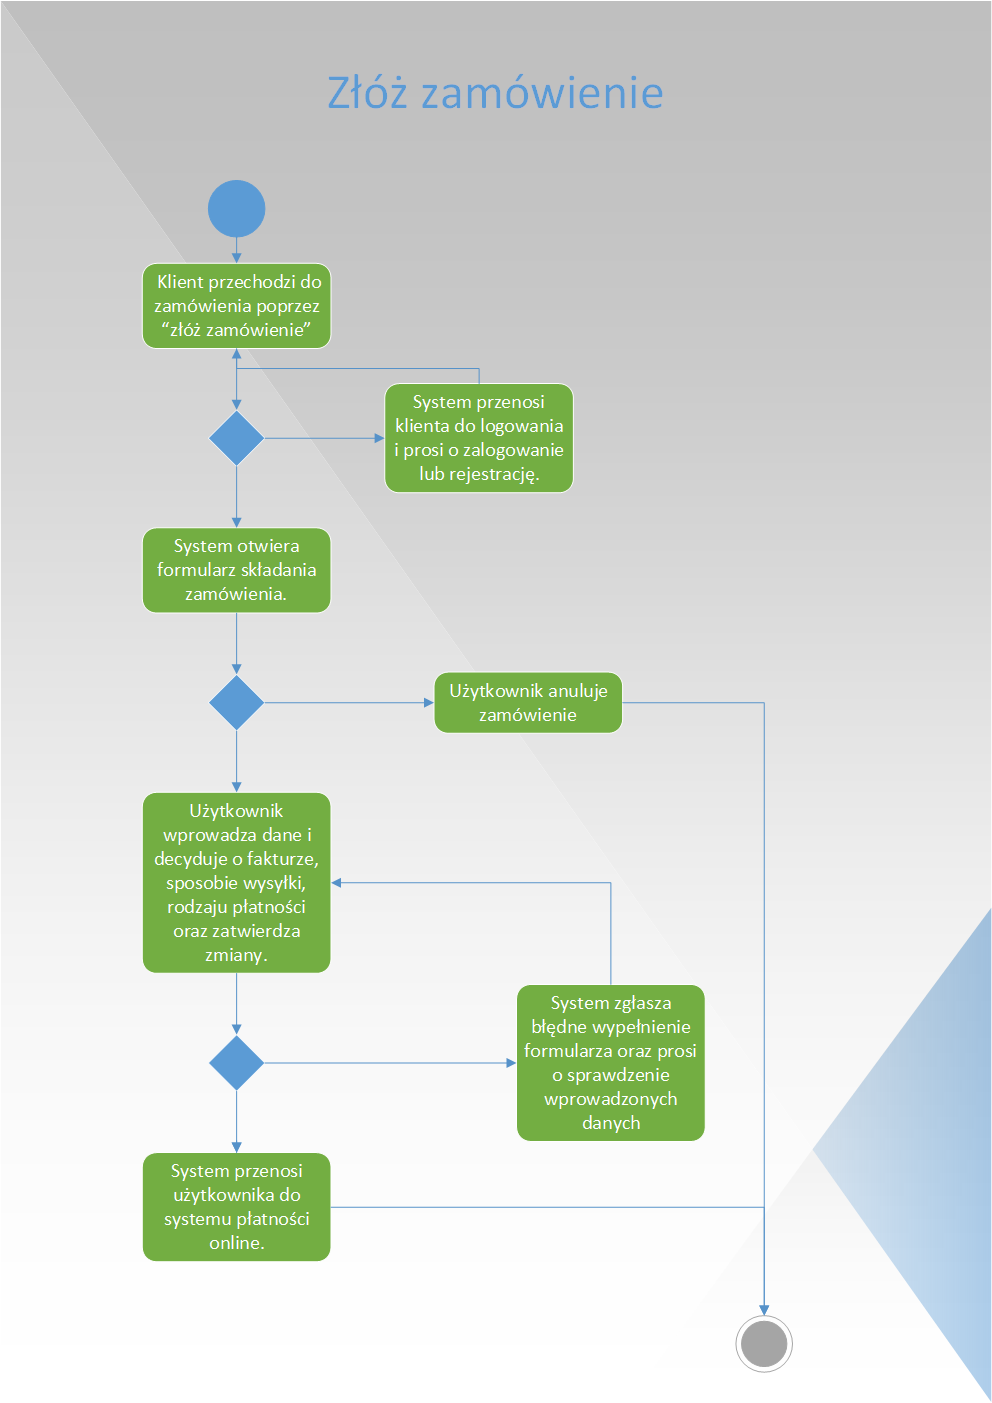 Złóż zamówienie
Klient przechodzi do
zamówienia poprzez
“złóż zamówienie”
System przenosi
klienta do logowania
i prosi o zalogowanie
lub rejestrację.
System otwiera
formularz składania
zamówienia.
Użytkownik anuluje
zamówienie
Użytkownik
wprowadza dane i
decyduje o fakturze,
sposobie wysyłki,
rodzaju płatności
oraz zatwierdza
zmiany.
System zgłasza
błędne wypełnienie
formularza oraz prosi
o sprawdzenie
wprowadzonych
danych
System przenosi
użytkownika do
systemu płatności
online.